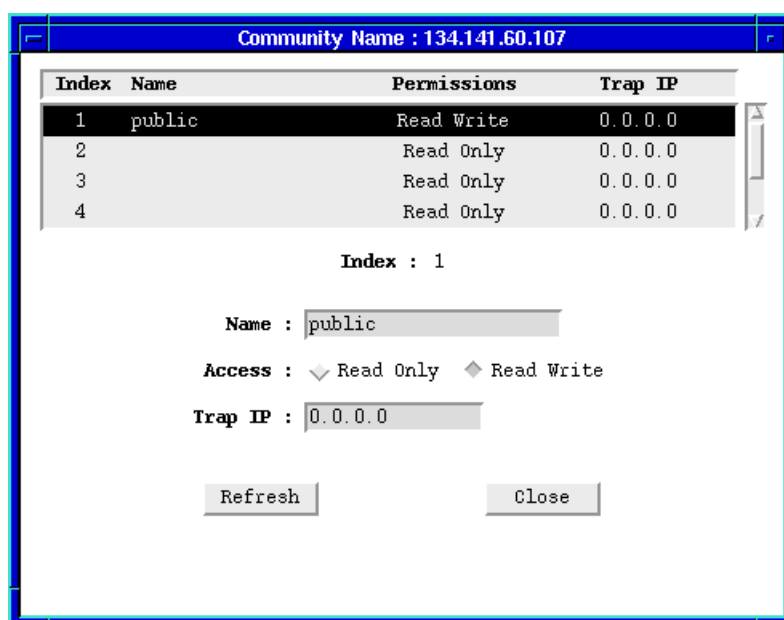 Community Name : 134.141.60.107
Index Name Permissions Trap IP
1 public Read Write 0.0.0.0
2 Read Only 0.0.0.0
3 Read Only 0.0.0.0
4 Read Only 0.0.0.0
Index : 1
Name : public
Access : Read Only Read Write
Trap IP : 0.0.0.0
Refresh Close